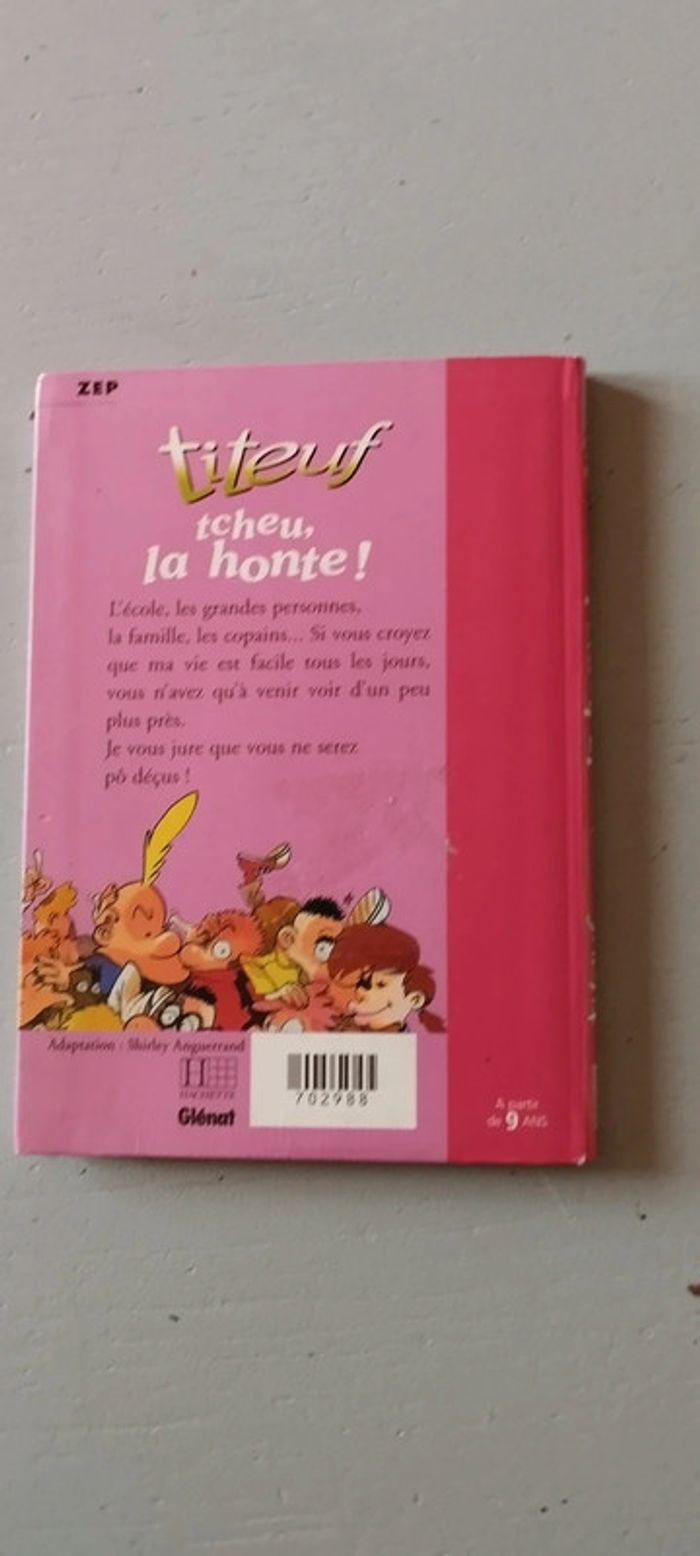 ZEP
titeuf
tcheu,
la honte !
L'école, les grandes personnes,
la famille, les copains... Si vous croyez
que ma vie est facile tous les jours,
vous n'avez qu'à venir voir d'un peu
plus près.
Je vous jure que vous ne serez
pô déçus !
Adaptation : Shirley Anguerrand
H
HACHETTE
Glénat
702988
A partir
de 9 ANS